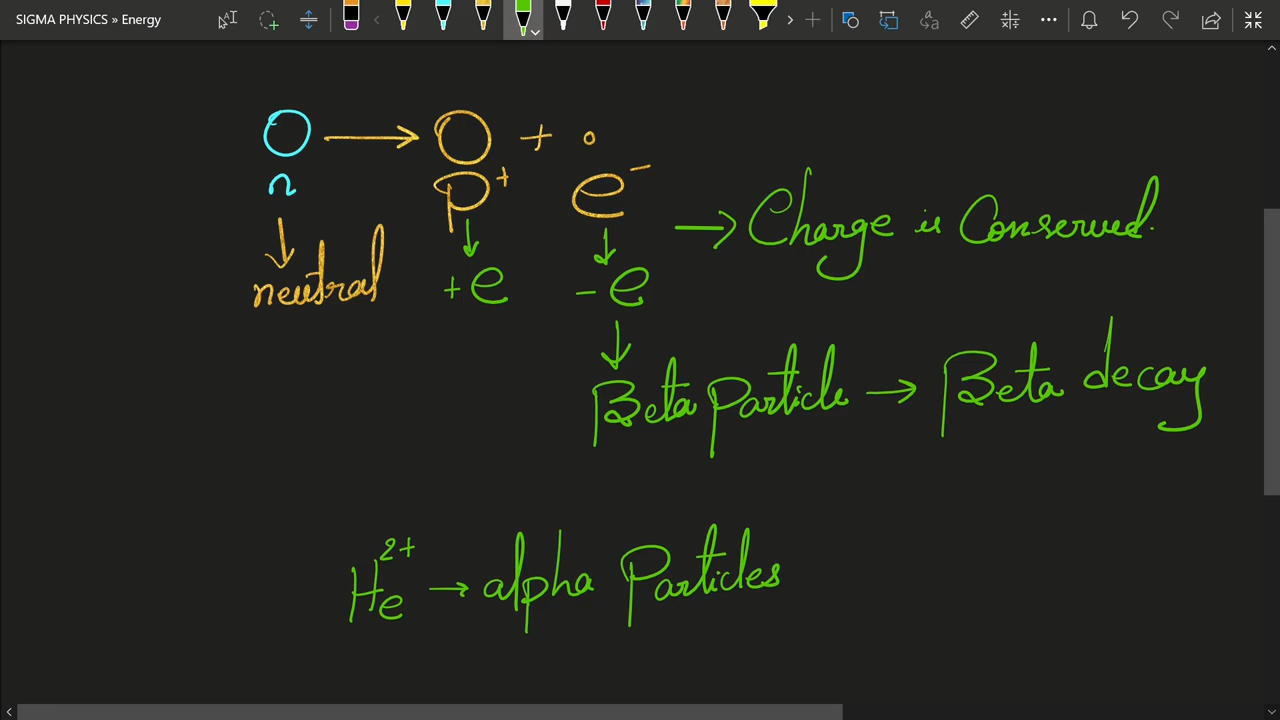 SIGMA PHYSICS » Energy
n → p+ + e−
neutral +e −e → Charge is Conserved.
Beta Particle → Beta decay
He2+ → alpha Particles